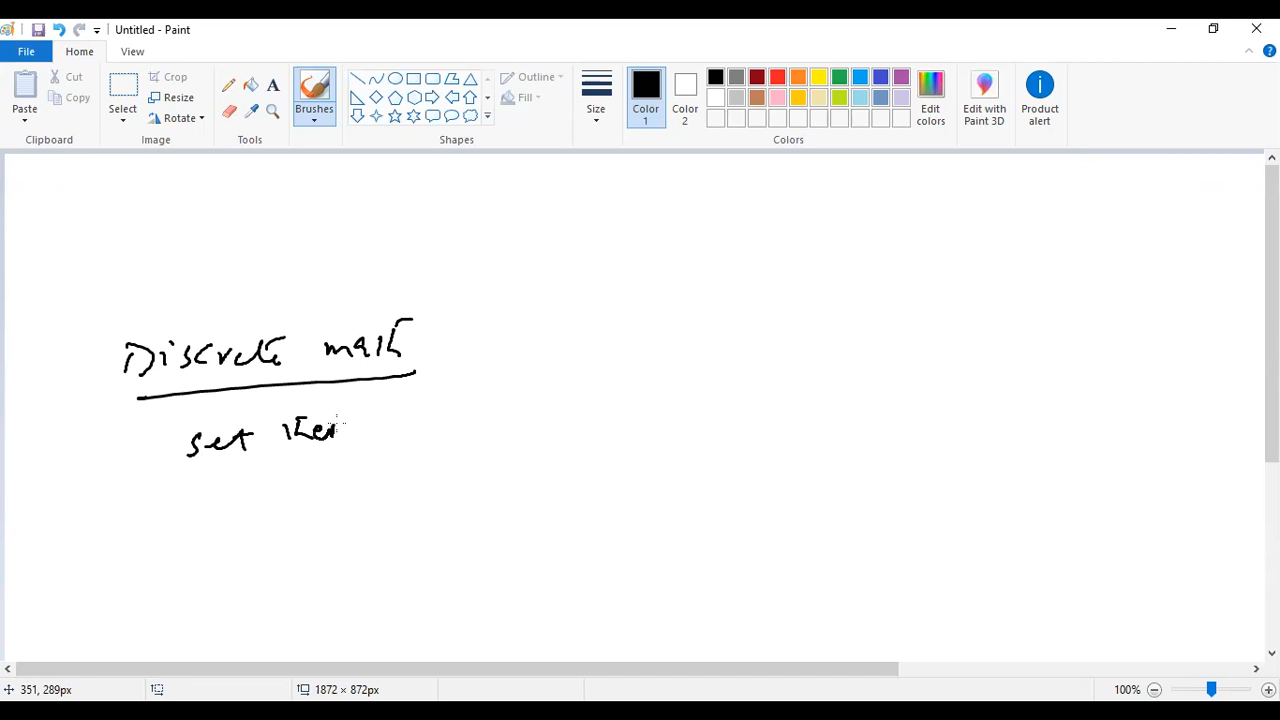 Untitled - Paint
File Home View
Paste Cut Copy Select Crop Resize Rotate Brushes Outline Fill Size Color 1 Color 2 Edit colors Edit with Paint 3D Product alert
Clipboard Image Tools Shapes Colors
Discrete math
set
351, 289px 1872 × 872px 100%